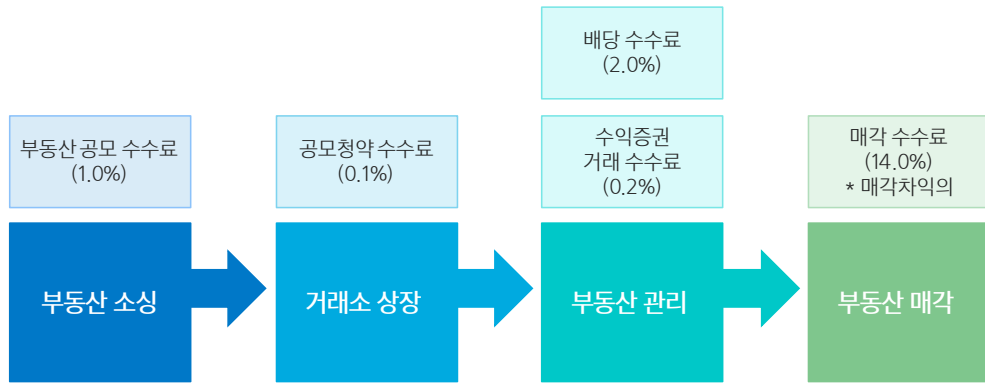 배당 수수료
(2.0%)
부동산 공모 수수료
(1.0%)
공모청약 수수료
(0.1%)
수익증권
거래 수수료
(0.2%)
매각 수수료
(14.0%)
* 매각차익의
부동산 소싱
거래소 상장
부동산 관리
부동산 매각